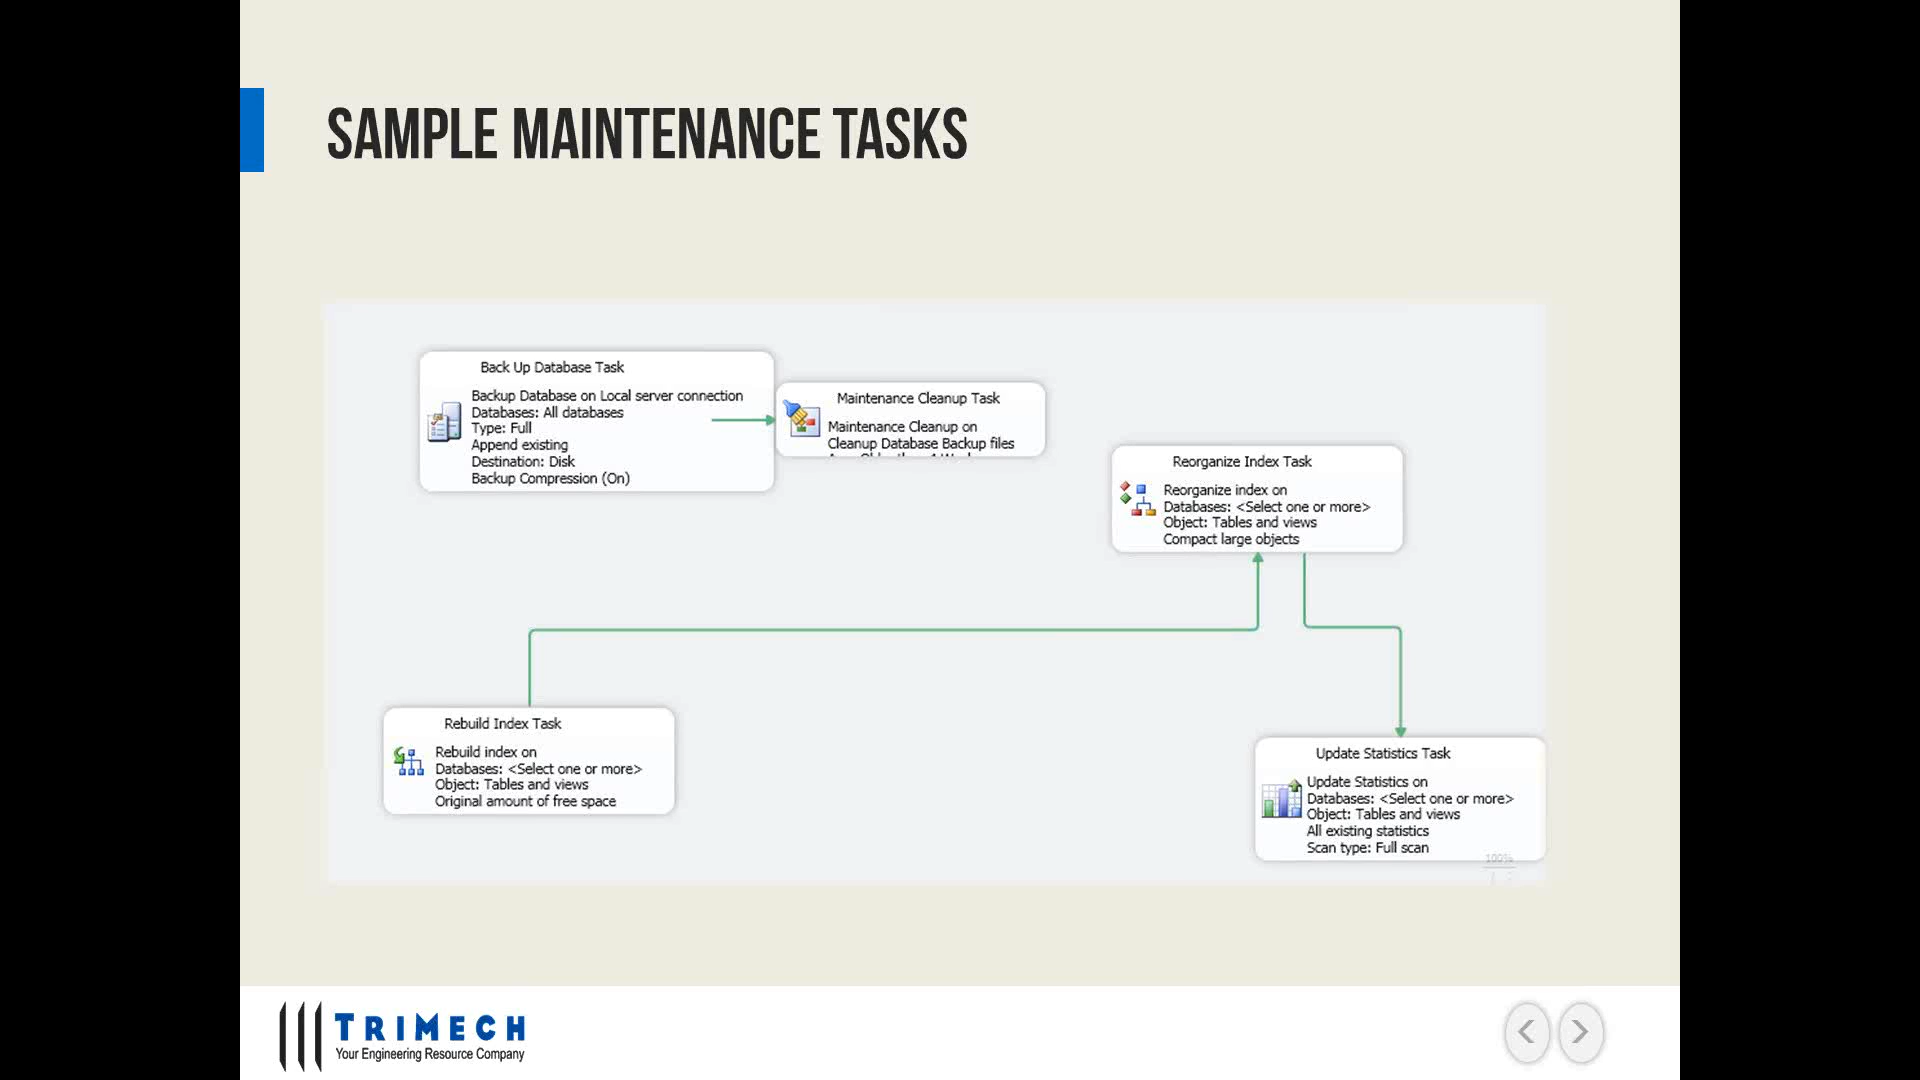 SAMPLE MAINTENANCE TASKS
Back Up Database Task
Backup Database on Local server connection
Databases: All databases
Type: Full
Append existing
Destination: Disk
Backup Compression (On)
Maintenance Cleanup Task
Maintenance Cleanup on
Cleanup Database Backup files
Reorganize Index Task
Reorganize index on
Databases: <Select one or more>
Object: Tables and views
Compact large objects
Rebuild Index Task
Rebuild index on
Databases: <Select one or more>
Object: Tables and views
Original amount of free space
Update Statistics Task
Update Statistics on
Databases: <Select one or more>
Object: Tables and views
All existing statistics
Scan type: Full scan
100%
TRIMECH
Your Engineering Resource Company